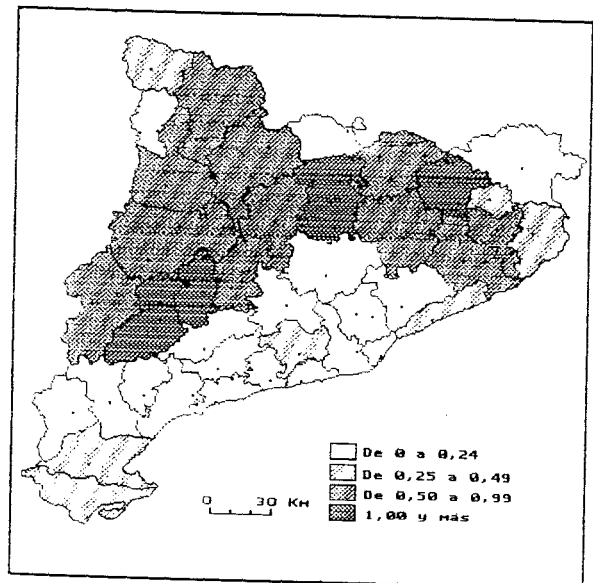 De 0 a 0,24
De 0,25 a 0,49
De 0,50 a 0,99
1,00 y más
0 30 Км